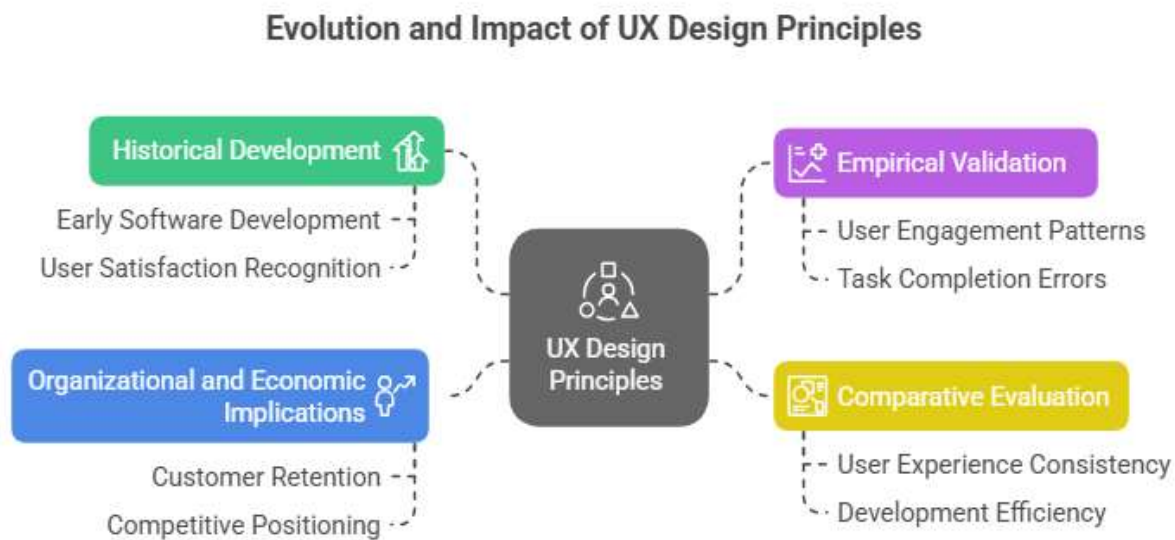 Evolution and Impact of UX Design Principles
Historical Development
Early Software Development
User Satisfaction Recognition
Organizational and Economic
Implications
Customer Retention
Competitive Positioning
UX Design
Principles
Empirical Validation
User Engagement Patterns
Task Completion Errors
Comparative Evaluation
User Experience Consistency
Development Efficiency